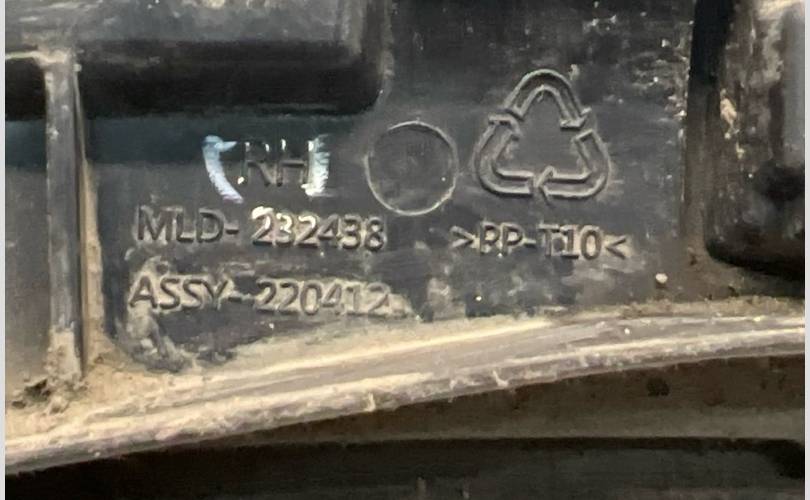 RH
MLD- 232438
>PP-T10<
ASSY- 220412